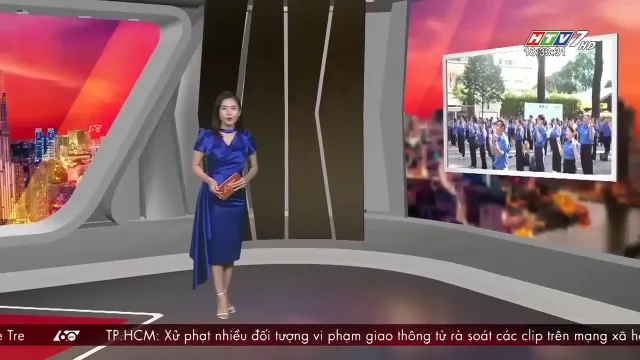 HTV7 HD
18:33:31
e Tre 60 TP.HCM: Xử phạt nhiều đối tượng vi phạm giao thông từ rà soát các clip trên mạng xã h